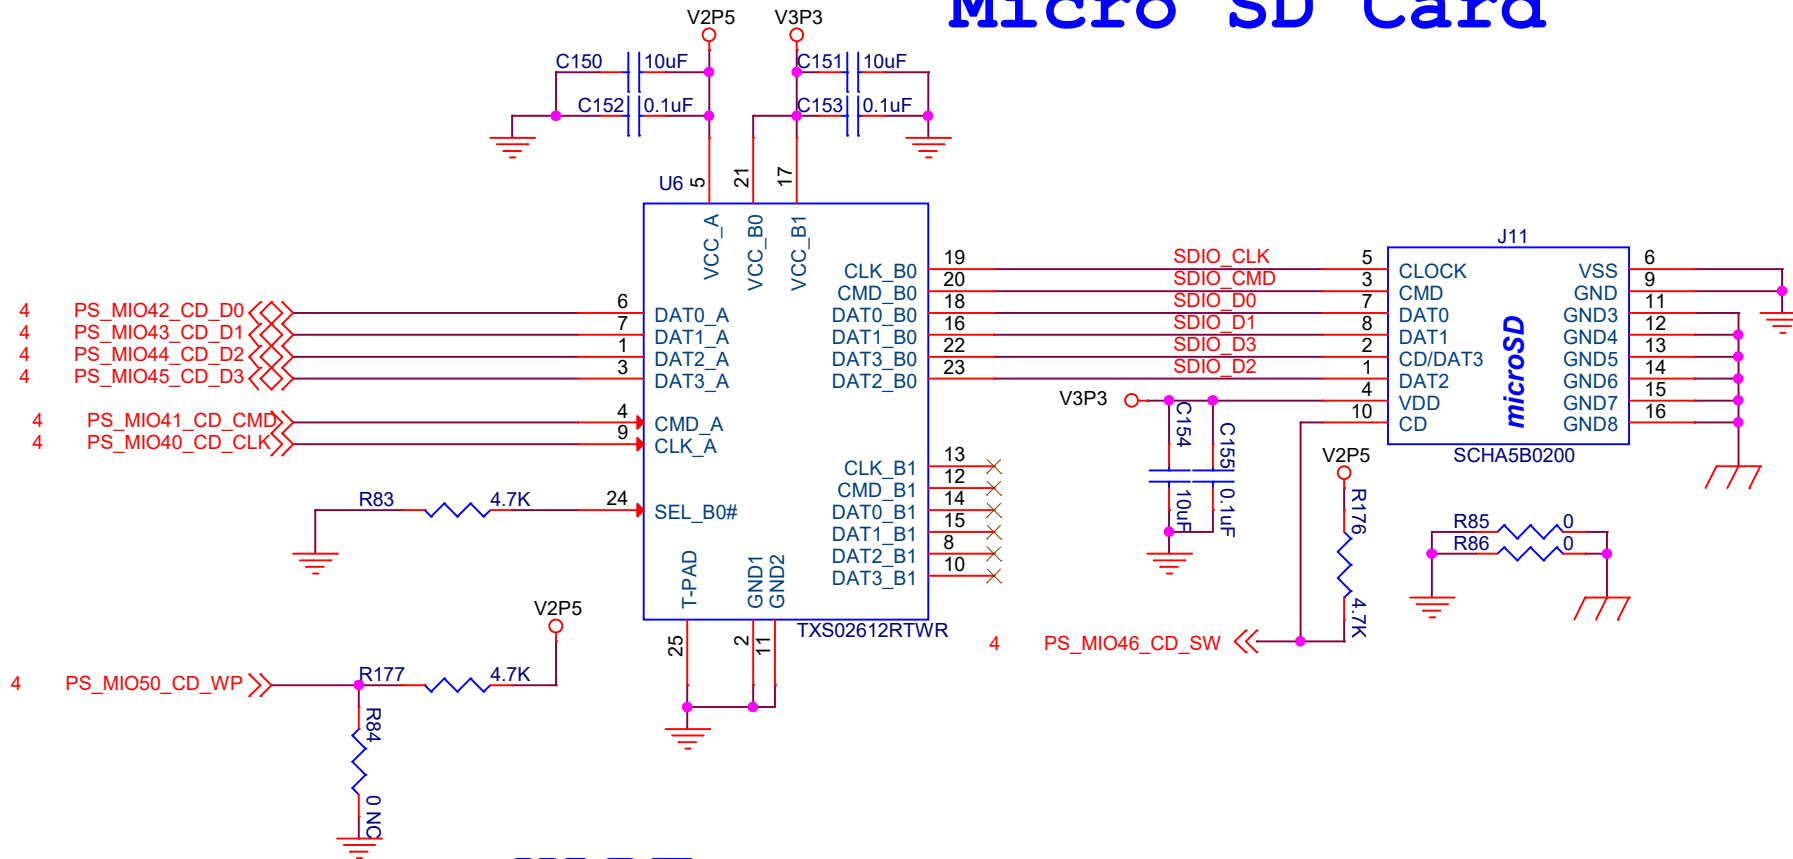 Micro SD Card
V2P5
V3P3
C150 10uF
C151 10uF
C152 0.1uF
C153 0.1uF
U6
5
21
17
VCC_A
VCC_B0
VCC_B1
4 PS_MIO42_CD_D0 6 DAT0_A
4 PS_MIO43_CD_D1 7 DAT1_A
4 PS_MIO44_CD_D2 1 DAT2_A
4 PS_MIO45_CD_D3 3 DAT3_A
4 PS_MIO41_CD_CMD 4 CMD_A
4 PS_MIO40_CD_CLK 9 CLK_A
R83 4.7K 24 SEL_B0#
CLK_B0 19 SDIO_CLK 5 CLOCK
CMD_B0 20 SDIO_CMD 3 CMD
DAT0_B0 18 SDIO_D0 7 DAT0
DAT1_B0 16 SDIO_D1 8 DAT1
DAT3_B0 22 SDIO_D3 2 CD/DAT3
DAT2_B0 23 SDIO_D2 1 DAT2
V3P3 4 VDD
10 CD
J11
microSD
VSS 6
GND 9
GND3 11
GND4 12
GND5 13
GND6 14
GND7 15
GND8 16
SCHA5B0200
CLK_B1 13
CMD_B1 12
DAT0_B1 14
DAT1_B1 15
DAT2_B1 8
DAT3_B1 10
C154 10uF
C155 0.1uF
V2P5
R176 4.7K
R85 0
R86 0
T-PAD
GND1
GND2
25
2
11
TXS02612RTWR
4 PS_MIO46_CD_SW
V2P5
4 PS_MIO50_CD_WP R177 4.7K
R84
0 NC